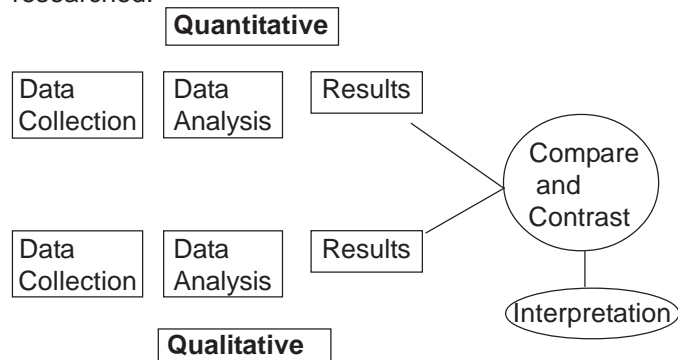 researched.
Quantitative
Data
Collection
Data
Analysis
Results
Compare
and
Contrast
Data
Collection
Data
Analysis
Results
Interpretation
Qualitative